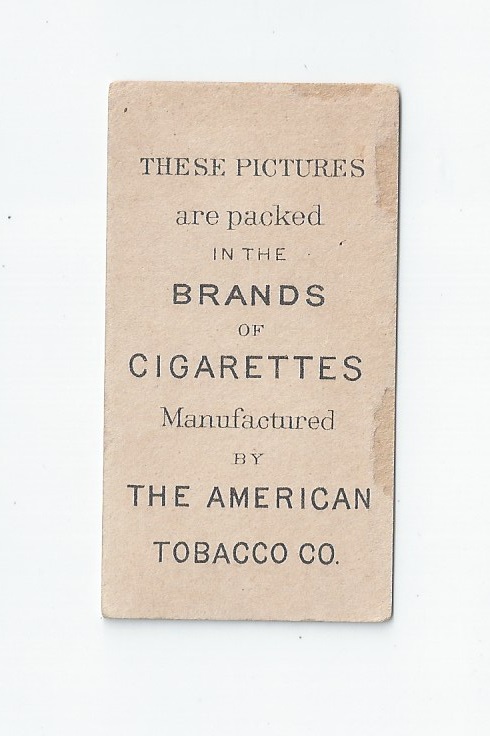 THESE PICTURES
are packed
IN THE
BRANDS
OF
CIGARETTES
Manufactured
BY
THE AMERICAN
TOBACCO CO.